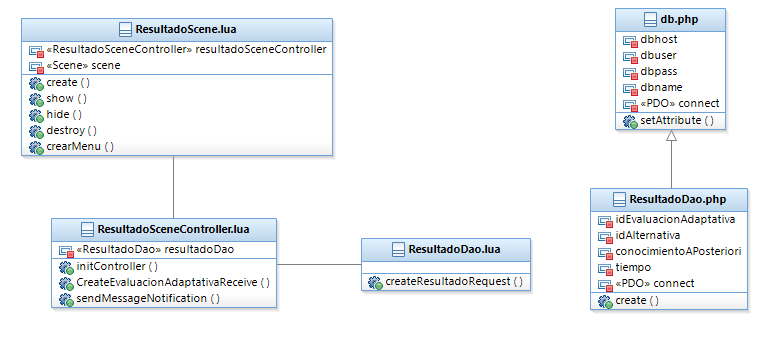 ResultadoScene.lua
«ResultadoSceneController» resultadoSceneController
«Scene» scene
create ( )
show ( )
hide ( )
destroy ( )
crearMenu ( )
ResultadoSceneController.lua
«ResultadoDao» resultadoDao
initController ( )
CreateEvaluacionAdaptativaReceive ( )
sendMessageNotification ( )
ResultadoDao.lua
createResultadoRequest ( )
db.php
dbhost
dbuser
dbpass
dbname
«PDO» connect
setAttribute ( )
ResultadoDao.php
idEvaluacionAdaptativa
idAlternativa
conocimientoAPosteriori
tiempo
«PDO» connect
create ( )